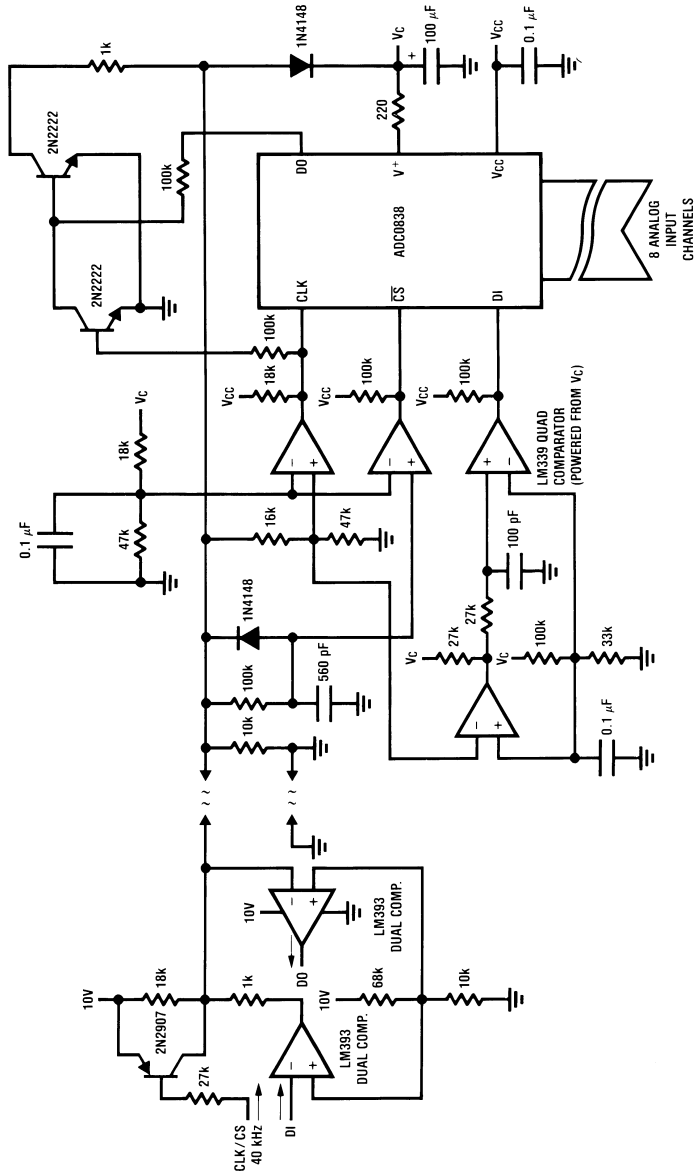 10V
2N2907
18k
27k
CLK/CS
40 kHz
DI
1k
LM393
DUAL COMP.
10V
68k
10k
10V
−
+
DO
−
+
LM393
DUAL COMP.
~ ~
~ ~
10k
100k
560 pF
1N4148
0.1 μF
47k
18k
VC
16k
47k
−
+
VC
27k
27k
100 pF
VC
100k
33k
0.1 μF
−
+
−
+
+
−
LM339 QUAD
COMPARATOR
(POWERED FROM VC)
VCC
18k
100k
VCC
100k
VCC
100k
2N2222
2N2222
100k
1k
CLK
CS
DI
ADC0838
DO
V+
VCC
8 ANALOG
INPUT
CHANNELS
1N4148
220
VC
+
100 μF
VCC
0.1 μF